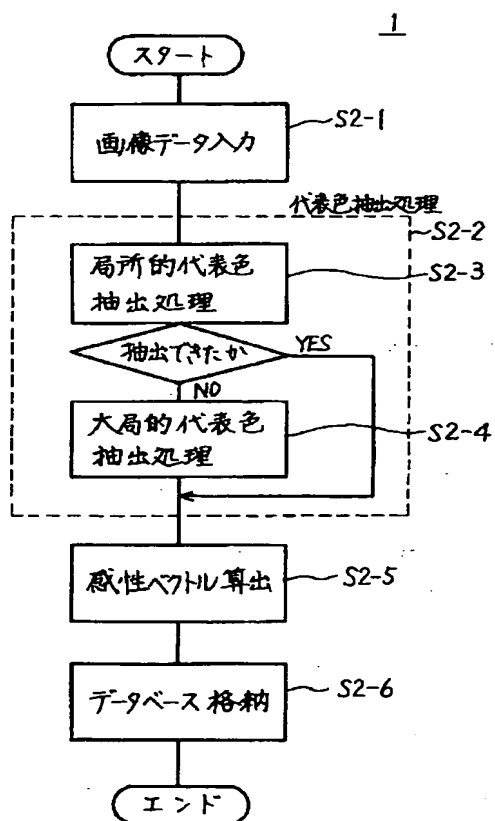 1
スタート
画像データ入力
S2-1
代表色抽出処理
S2-2
局所的代表色
抽出処理
S2-3
抽出できたか
YES
NO
大局的代表色
抽出処理
S2-4
感性ベクトル算出
S2-5
データベース格納
S2-6
エンド